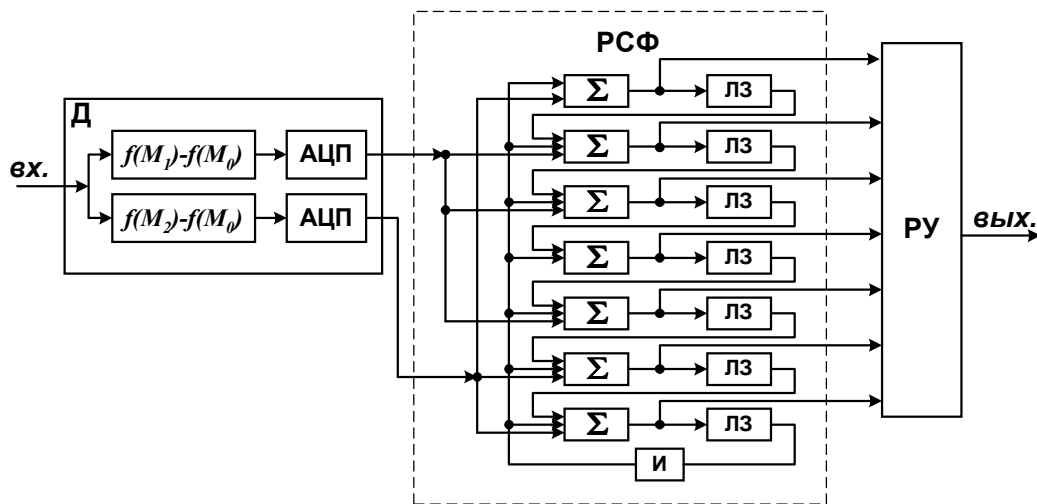 РСФ
Д
вх.
f(M₁)-f(M₀)
АЦП
f(M₂)-f(M₀)
АЦП
Σ
ЛЗ
Σ
ЛЗ
Σ
ЛЗ
Σ
ЛЗ
Σ
ЛЗ
Σ
ЛЗ
Σ
ЛЗ
И
РУ
вых.